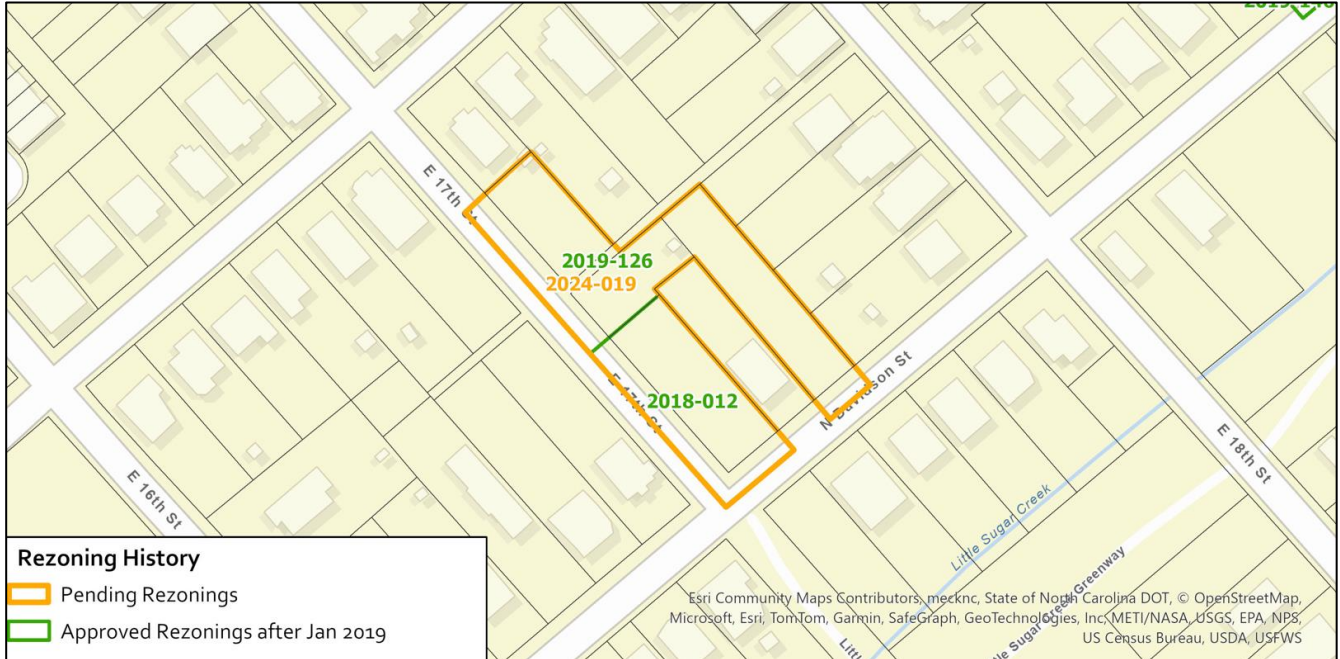 E 17th St
2019-126
2024-019
E 17th St
2018-012
N Davidson St
E 16th St
E 18th St
Little Sugar Creek
Rezoning History
Pending Rezonings
Approved Rezonings after Jan 2019
Esri Community Maps Contributors, mecknc, State of North Carolina DOT, © OpenStreetMap,
Microsoft, Esri, TomTom, Garmin, SafeGraph, GeoTechnologies, Inc, METI/NASA, USGS, EPA, NPS,
US Census Bureau, USDA, USFWS
Sugar Creek Greenway